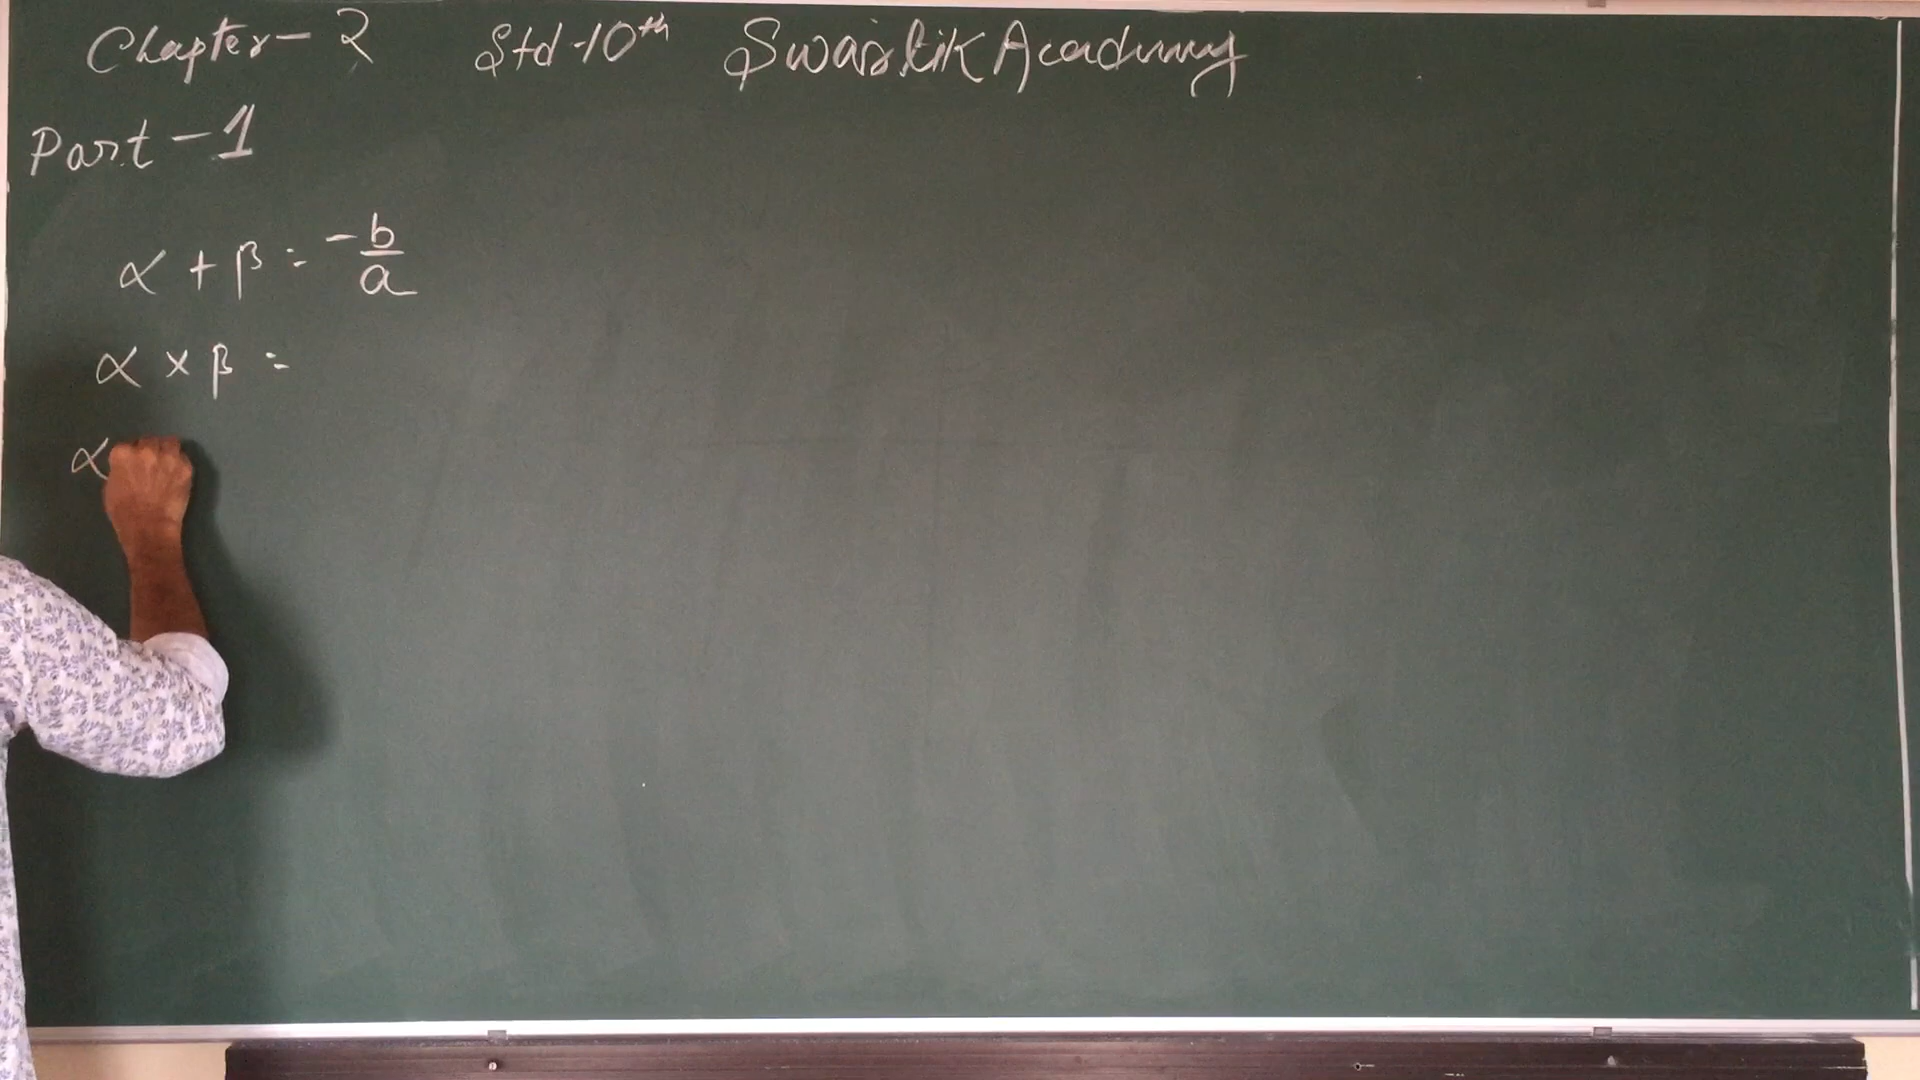 Chapter - 2 Std-10th Swastik Academy
Part - 1
α + β = -b/a
α × β =
α